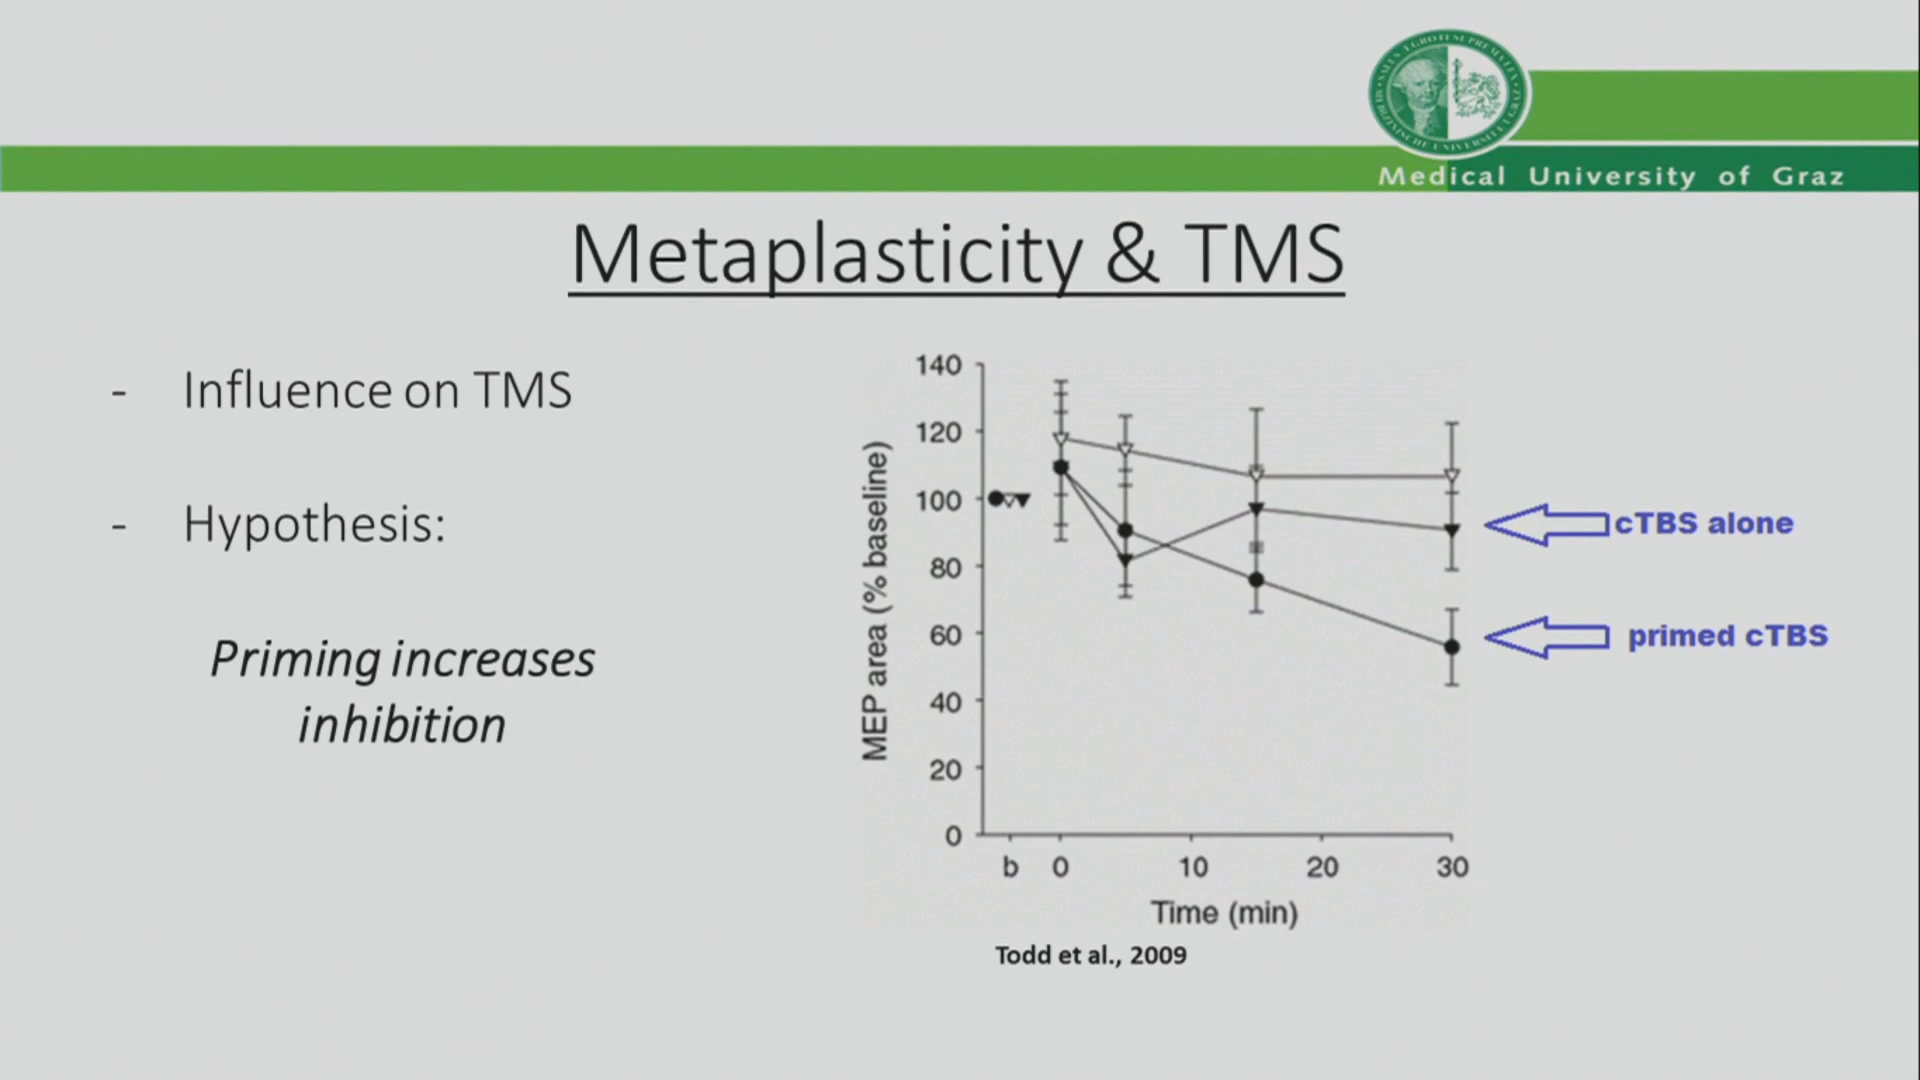 Medical University of Graz
Metaplasticity & TMS
- Influence on TMS
- Hypothesis:
Priming increases
inhibition
MEP area (% baseline)
140
120
100
80
60
40
20
0
b 0 10 20 30
Time (min)
cTBS alone
primed cTBS
Todd et al., 2009